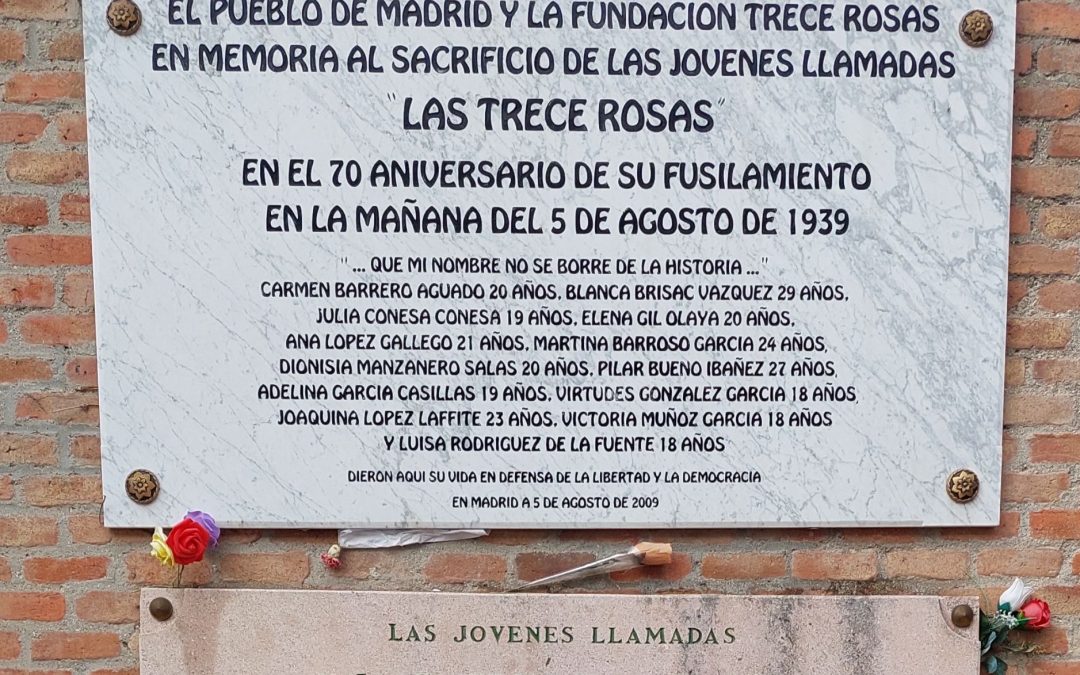 EL PUEBLO DE MADRID Y LA FUNDACION TRECE ROSAS
EN MEMORIA AL SACRIFICIO DE LAS JOVENES LLAMADAS
"LAS TRECE ROSAS"
EN EL 70 ANIVERSARIO DE SU FUSILAMIENTO
EN LA MAÑANA DEL 5 DE AGOSTO DE 1939
"... QUE MI NOMBRE NO SE BORRE DE LA HISTORIA ..."
CARMEN BARRERO AGUADO 20 AÑOS, BLANCA BRISAC VAZQUEZ 29 AÑOS,
JULIA CONESA CONESA 19 AÑOS, ELENA GIL OLAYA 20 AÑOS,
ANA LOPEZ GALLEGO 21 AÑOS, MARTINA BARROSO GARCIA 24 AÑOS,
DIONISIA MANZANERO SALAS 20 AÑOS, PILAR BUENO IBAÑEZ 27 AÑOS,
ADELINA GARCIA CASILLAS 19 AÑOS, VIRTUDES GONZALEZ GARCIA 18 AÑOS,
JOAQUINA LOPEZ LAFFITE 23 AÑOS, VICTORIA MUÑOZ GARCIA 18 AÑOS
Y LUISA RODRIGUEZ DE LA FUENTE 18 AÑOS
DIERON AQUI SU VIDA EN DEFENSA DE LA LIBERTAD Y LA DEMOCRACIA
EN MADRID A 5 DE AGOSTO DE 2009
LAS JOVENES LLAMADAS